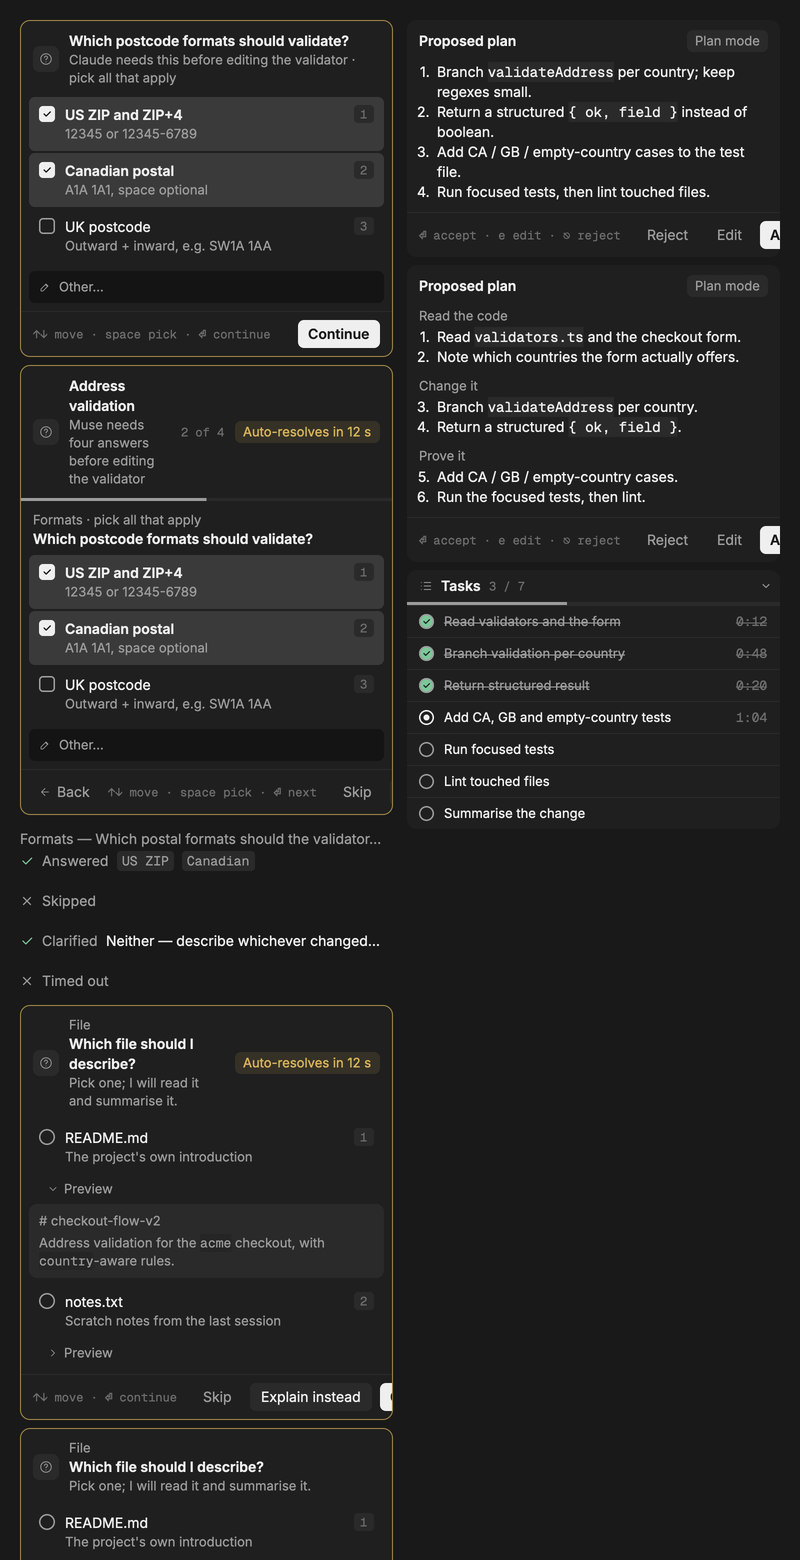 Which postcode formats should validate?
Claude needs this before editing the validator ·
pick all that apply
US ZIP and ZIP+4 1
12345 or 12345-6789
Canadian postal 2
A1A 1A1, space optional
UK postcode 3
Outward + inward, e.g. SW1A 1AA
Other...
move · space pick · ⏎ continue Continue
Address
validation
Muse needs
four answers
before editing
the validator
2 of 4 Auto-resolves in 12 s
Formats · pick all that apply
Which postcode formats should validate?
US ZIP and ZIP+4 1
12345 or 12345-6789
Canadian postal 2
A1A 1A1, space optional
UK postcode 3
Outward + inward, e.g. SW1A 1AA
Other...
← Back ↑↓ move · space pick · ⏎ next Skip
Formats — Which postal formats should the validator...
Answered US ZIP Canadian
Skipped
Clarified Neither — describe whichever changed...
Timed out
File
Which file should I
describe?
Pick one; I will read it
and summarise it.
Auto-resolves in 12 s
README.md 1
The project's own introduction
Preview
# checkout-flow-v2
Address validation for the acme checkout, with
country-aware rules.
notes.txt 2
Scratch notes from the last session
Preview
↑↓ move · ⏎ continue Skip Explain instead
File
Which file should I describe?
Pick one; I will read it and summarise it.
README.md 1
The project's own introduction
Proposed plan Plan mode
1. Branch validateAddress per country; keep
regexes small.
2. Return a structured { ok, field } instead of
boolean.
3. Add CA / GB / empty-country cases to the test
file.
4. Run focused tests, then lint touched files.
⏎ accept · e edit · ⎋ reject Reject Edit A
Proposed plan Plan mode
Read the code
1. Read validators.ts and the checkout form.
2. Note which countries the form actually offers.
Change it
3. Branch validateAddress per country.
4. Return a structured { ok, field }.
Prove it
5. Add CA / GB / empty-country cases.
6. Run the focused tests, then lint.
⏎ accept · e edit · ⎋ reject Reject Edit A
Tasks 3 / 7
Read validators and the form 0:12
Branch validation per country 0:48
Return structured result 0:20
Add CA, GB and empty-country tests 1:04
Run focused tests
Lint touched files
Summarise the change